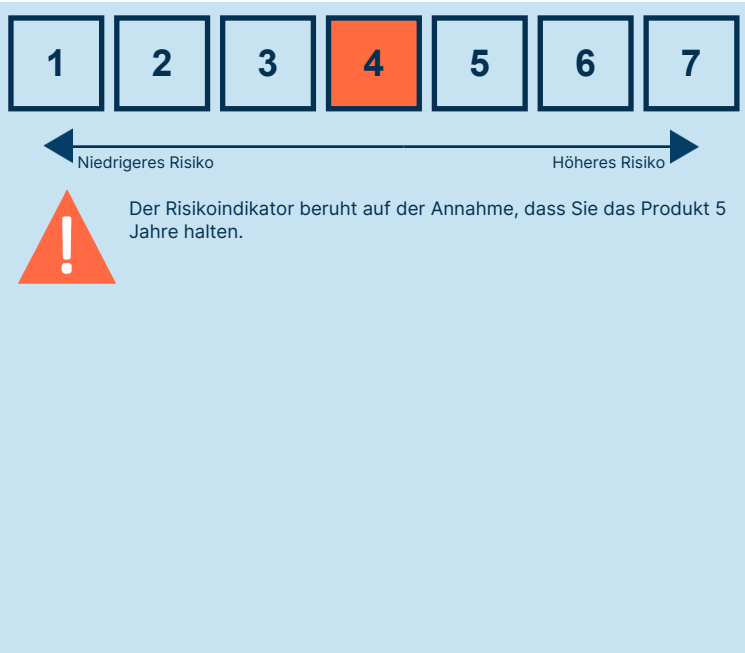 1 2 3 4 5 6 7
Niedrigeres Risiko Höheres Risiko
!
Der Risikoindikator beruht auf der Annahme, dass Sie das Produkt 5
Jahre halten.